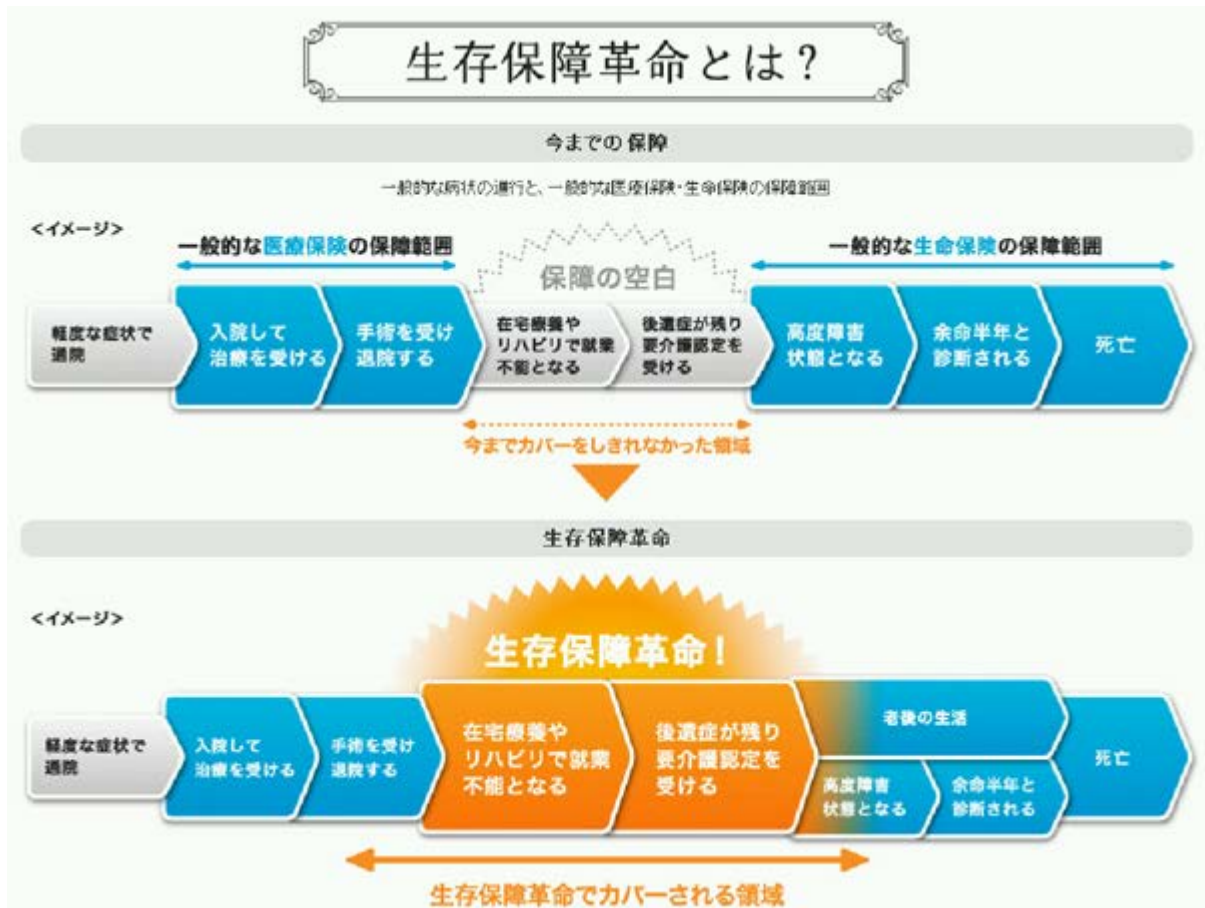 生存保障革命とは？
今までの保障
一般的な病状の進行と、一般的な医療保険・生命保険の保障範囲
<イメージ>
一般的な医療保険の保障範囲
保障の空白
一般的な生命保険の保障範囲
軽度な症状で
通院
入院して
治療を受ける
手術を受け
退院する
在宅療養や
リハビリで就業
不能となる
後遺症が残り
要介護認定を
受ける
高度障害
状態となる
余命半年と
診断される
死亡
今までカバーをしきれなかった領域
生存保障革命
<イメージ>
生存保障革命！
軽度な症状で
通院
入院して
治療を受ける
手術を受け
退院する
在宅療養や
リハビリで就業
不能となる
後遺症が残り
要介護認定を
受ける
老後の生活
高度障害
状態となる
余命半年と
診断される
死亡
生存保障革命でカバーされる領域